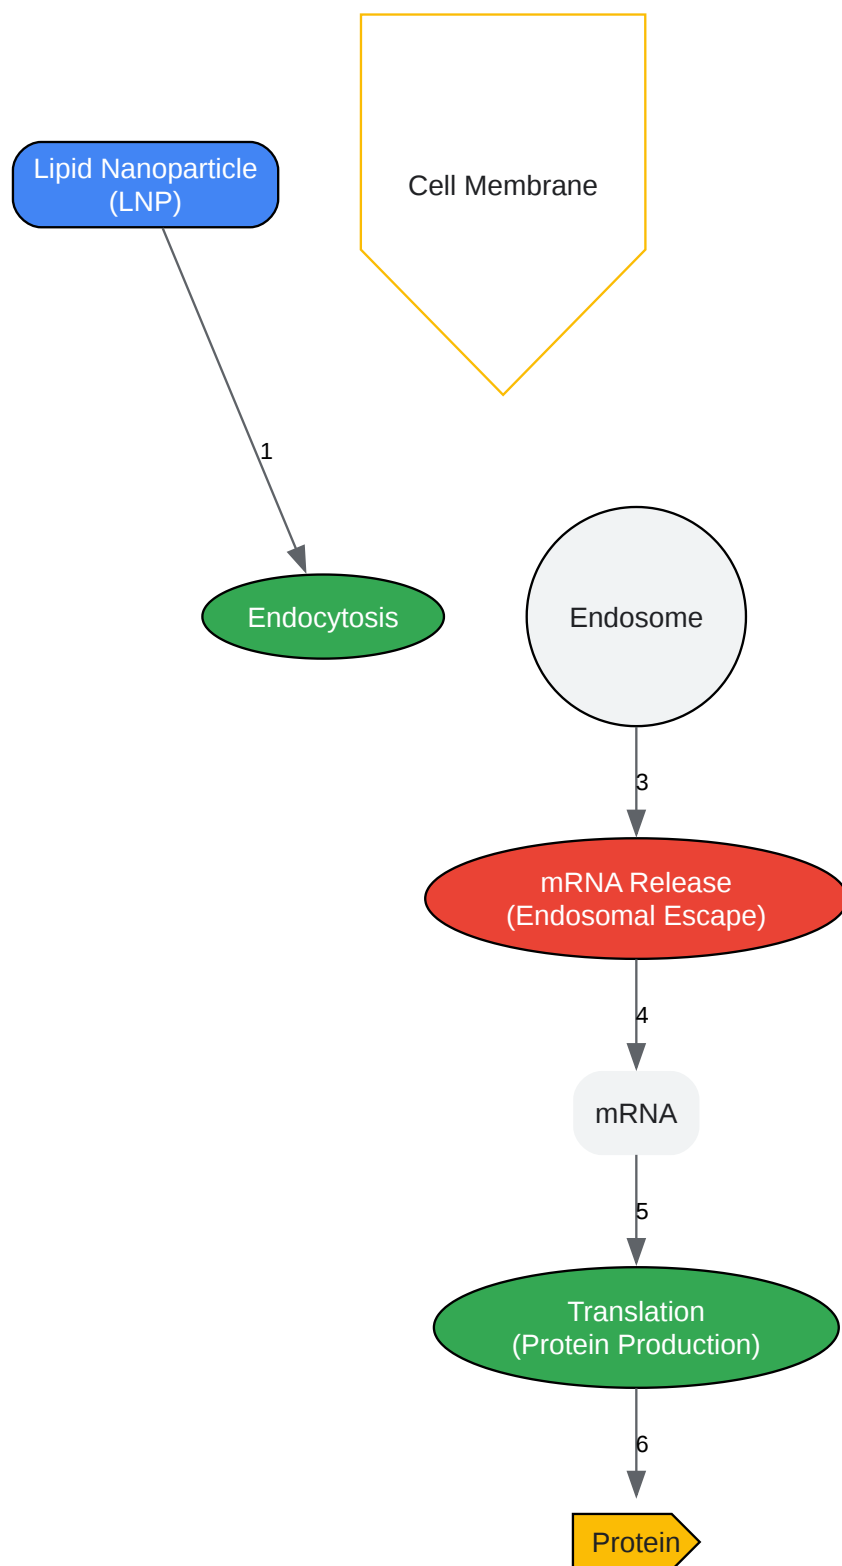 Lipid Nanoparticle
(LNP)
Cell Membrane
1
Endocytosis
Endosome
3
mRNA Release
(Endosomal Escape)
4
mRNA
5
Translation
(Protein Production)
6
Protein